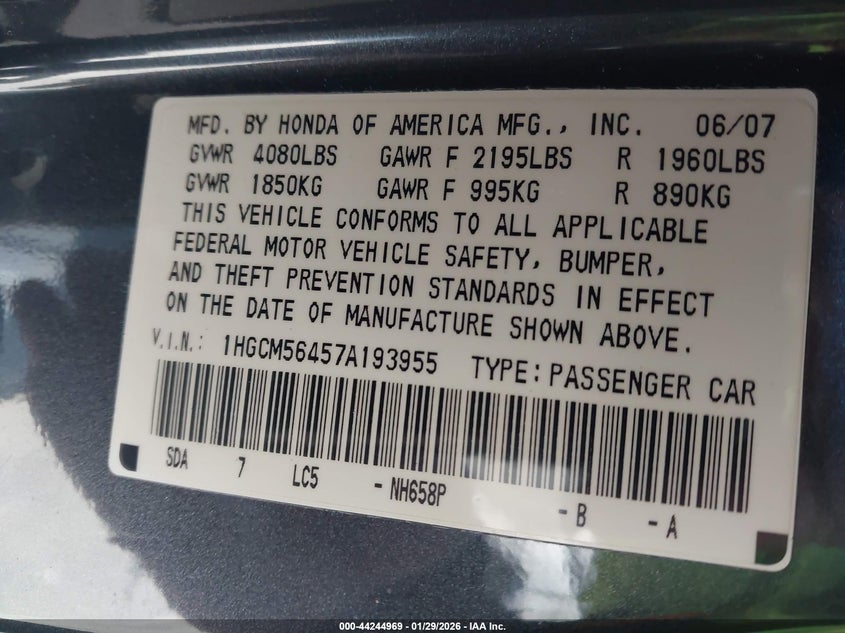 MFD. BY HONDA OF AMERICA MFG., INC. 06/07
GVWR 4080LBS GAWR F 2195LBS R 1960LBS
GVWR 1850KG GAWR F 995KG R 890KG
THIS VEHICLE CONFORMS TO ALL APPLICABLE
FEDERAL MOTOR VEHICLE SAFETY, BUMPER,
AND THEFT PREVENTION STANDARDS IN EFFECT
ON THE DATE OF MANUFACTURE SHOWN ABOVE.
V.I.N.: 1HGCM56457A193955 TYPE: PASSENGER CAR
SDA 7 LC5 - NH658P - B - A
000-44244969 - 01/29/2026 - IAA Inc.